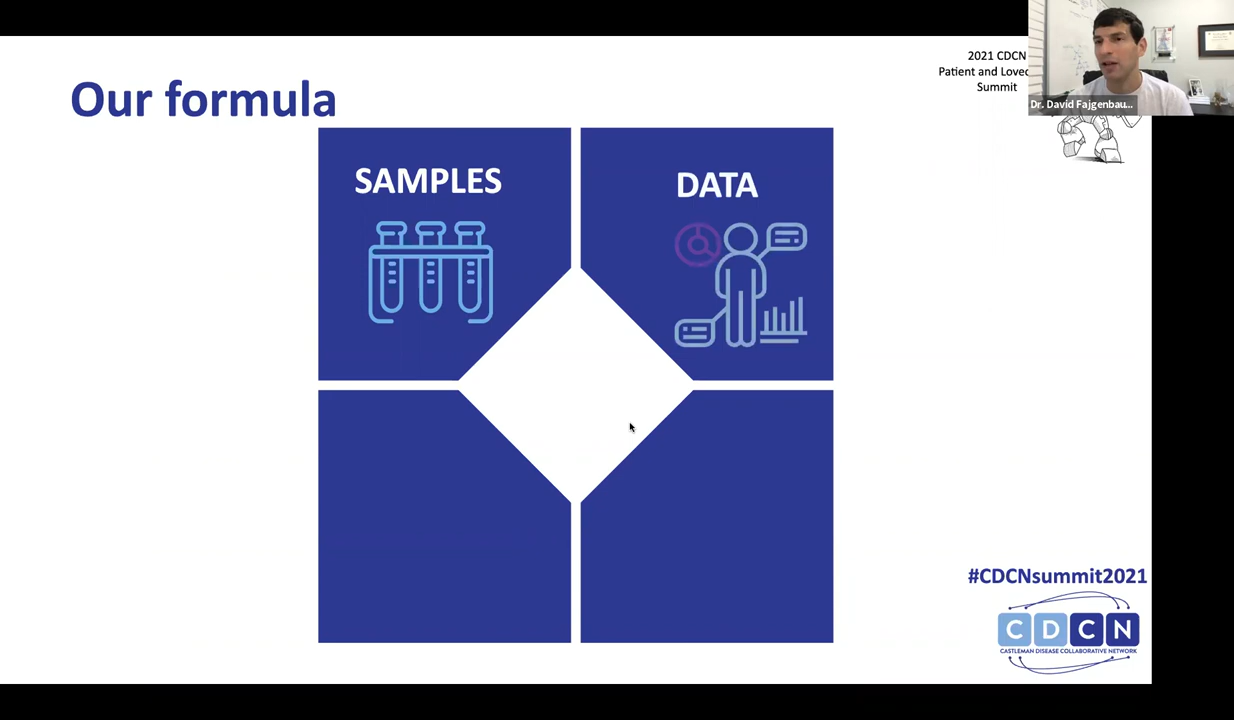 Our formula
2021 CDCN
Patient and Loved
Summit
Dr. David Fajgenbau...
SAMPLES
DATA
#CDCNsummit2021
CDCN
CASTLEMAN DISEASE COLLABORATIVE NETWORK